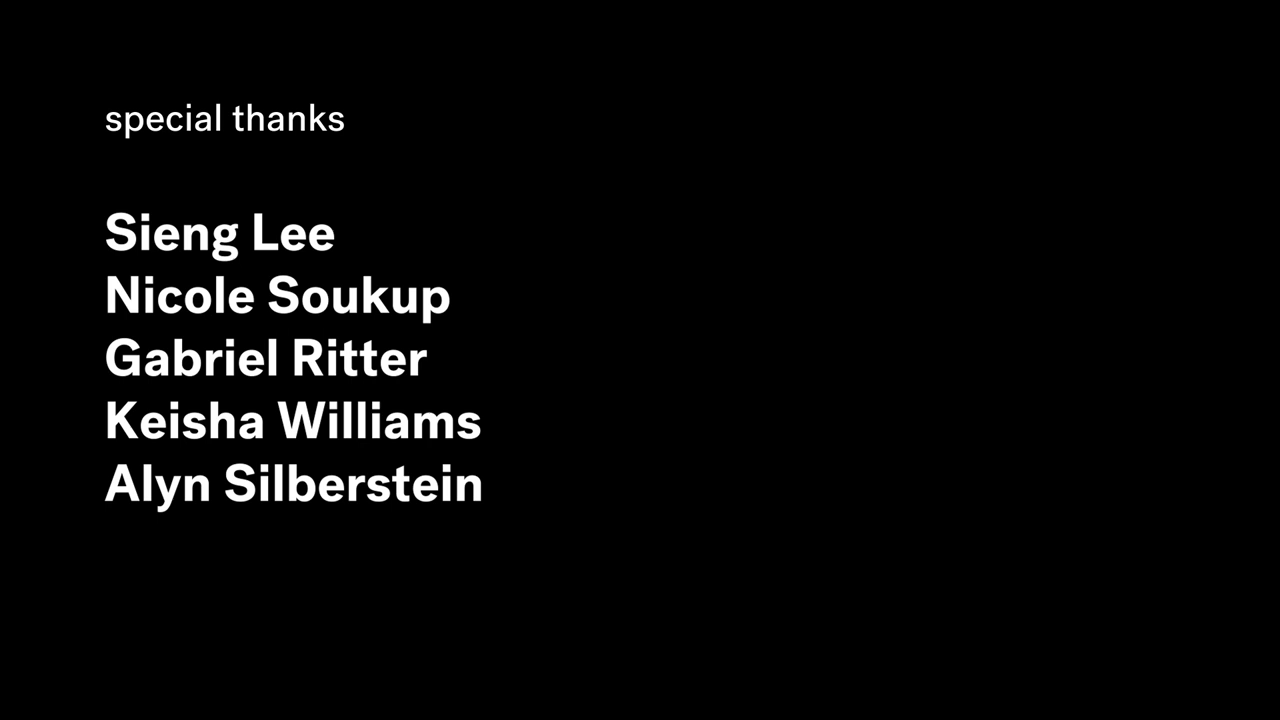 special thanks
Sieng Lee
Nicole Soukup
Gabriel Ritter
Keisha Williams
Alyn Silberstein